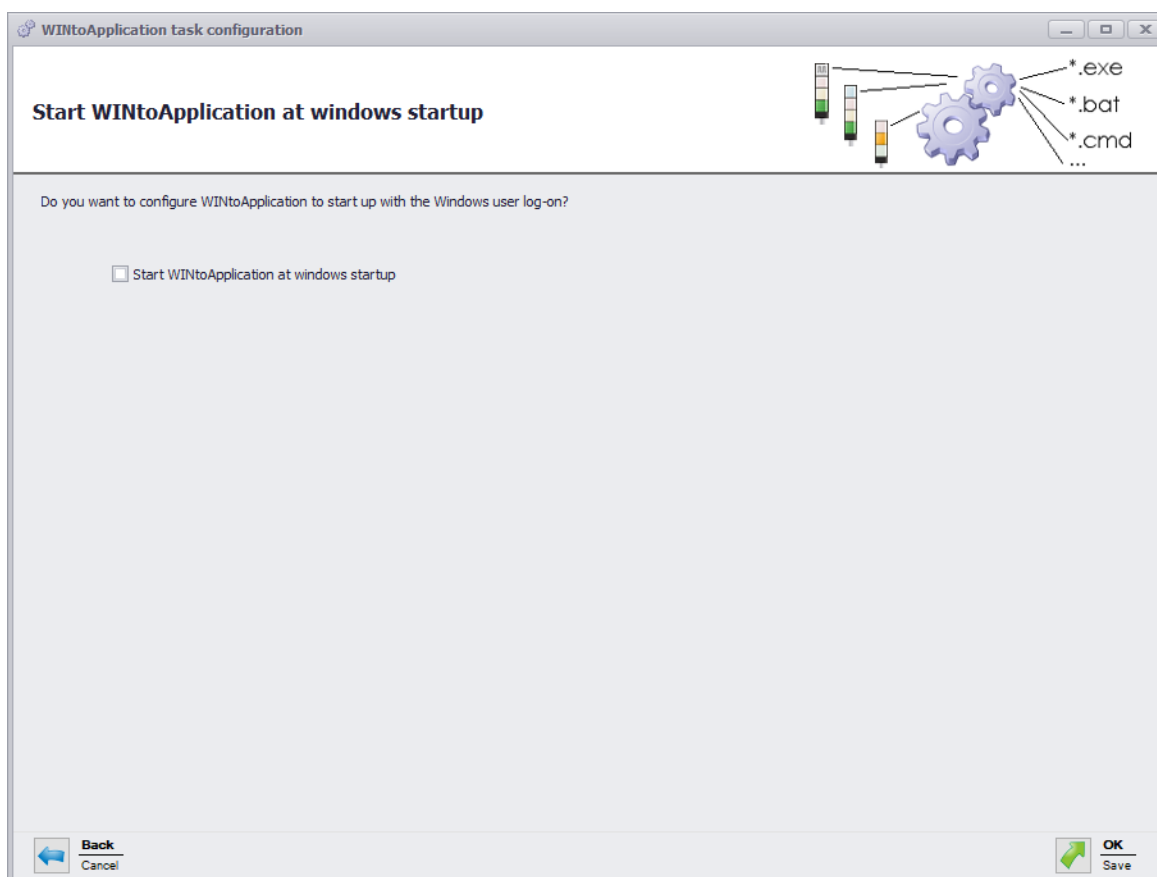 WINtoApplication task configuration
Start WINtoApplication at windows startup
*.exe
*.bat
*.cmd
...
Do you want to configure WINtoApplication to start up with the Windows user log-on?
Start WINtoApplication at windows startup
Back
Cancel
OK
Save